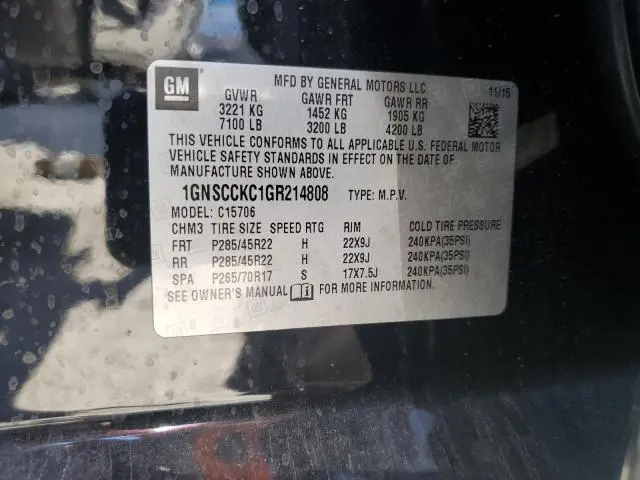 GM
MFD BY GENERAL MOTORS LLC
GVWR GAWR FRT GAWR RR 11/15
3221 KG 1452 KG 1905 KG
7100 LB 3200 LB 4200 LB
THIS VEHICLE CONFORMS TO ALL APPLICABLE U.S. FEDERAL MOTOR
VEHICLE SAFETY STANDARDS IN EFFECT ON THE DATE OF
MANUFACTURE SHOWN ABOVE.
1GNSCCKC1GR214808 TYPE: M.P.V.
MODEL: C15706
CHM3 TIRE SIZE SPEED RTG RIM COLD TIRE PRESSURE
FRT P285/45R22 H 22X9J 240KPA(35PSI)
RR P285/45R22 H 22X9J 240KPA(35PSI)
SPA P265/70R17 S 17X7.5J 240KPA(35PSI)
SEE OWNER'S MANUAL FOR MORE INFORMATION.